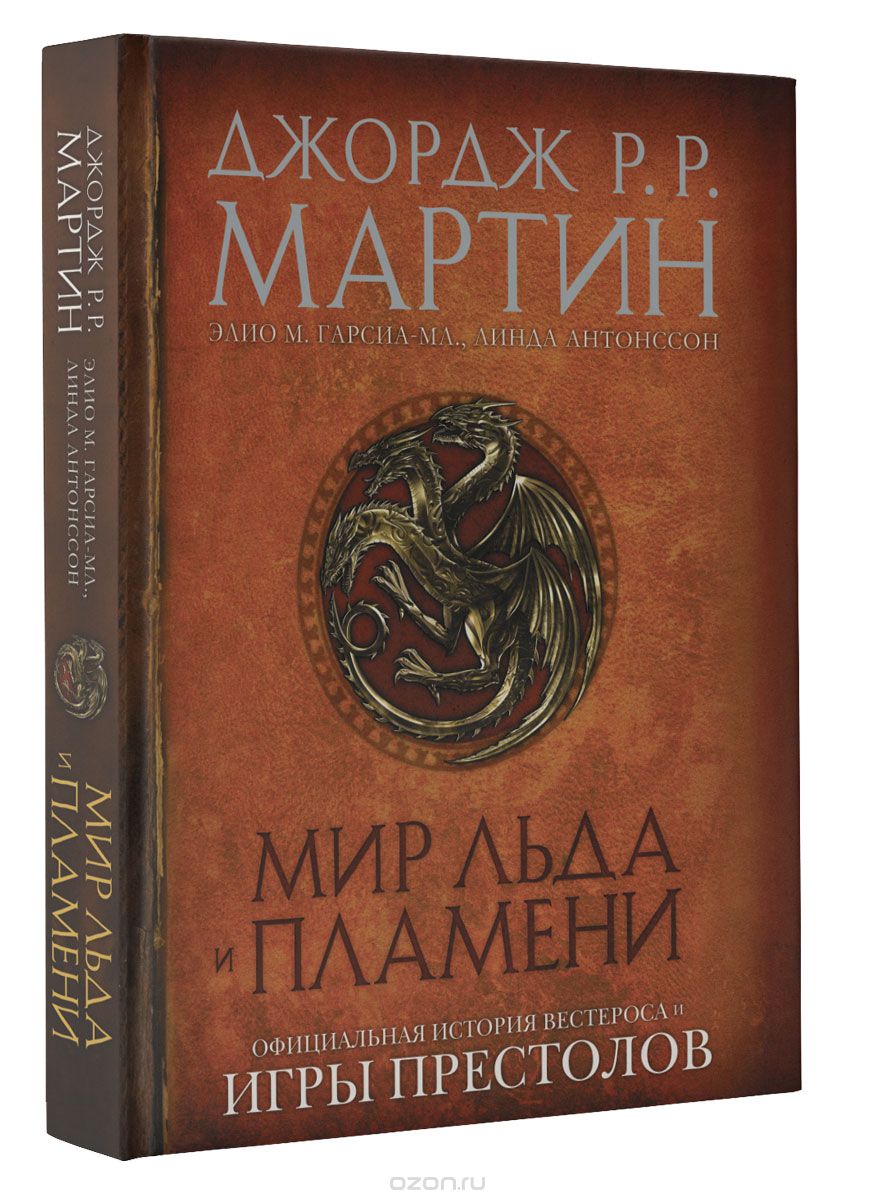 ДЖОРДЖ Р. Р.
МАРТИН
ЭЛИО М. ГАРСИА-МЛ.,
ЛИНДА АНТОНССОН
МИР ЛЬДА
и ПЛАМЕНИ
ДЖОРДЖ Р. Р.
МАРТИН
ЭЛИО М. ГАРСИА-МЛ., ЛИНДА АНТОНССОН
МИР ЛЬДА
и ПЛАМЕНИ
ОФИЦИАЛЬНАЯ ИСТОРИЯ ВЕСТЕРОСА и
ИГРЫ ПРЕСТОЛОВ
ozon.ru